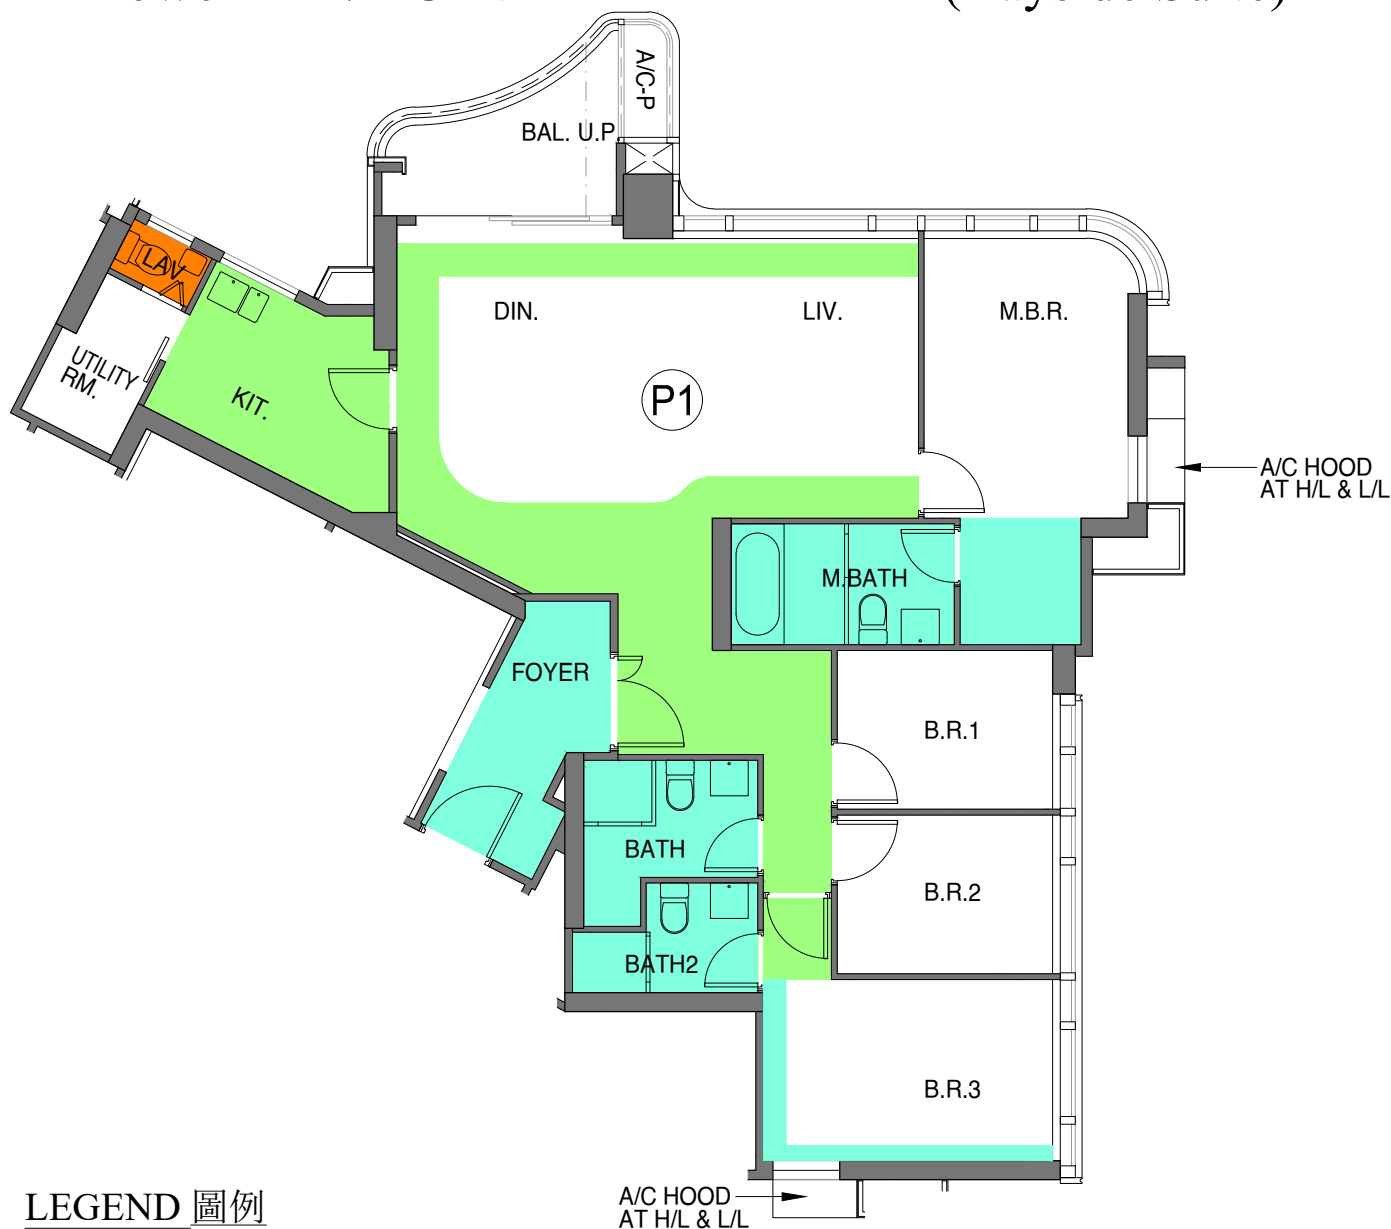 A/C-P
BAL. U.P.
LAV.
DIN.
LIV.
M.B.R.
UTILITY
RM.
KIT.
P1
A/C HOOD
AT H/L & L/L
M.BATH
FOYER
B.R.1
BATH
B.R.2
BATH2
B.R.3
A/C HOOD
AT H/L & L/L
LEGEND 圖例